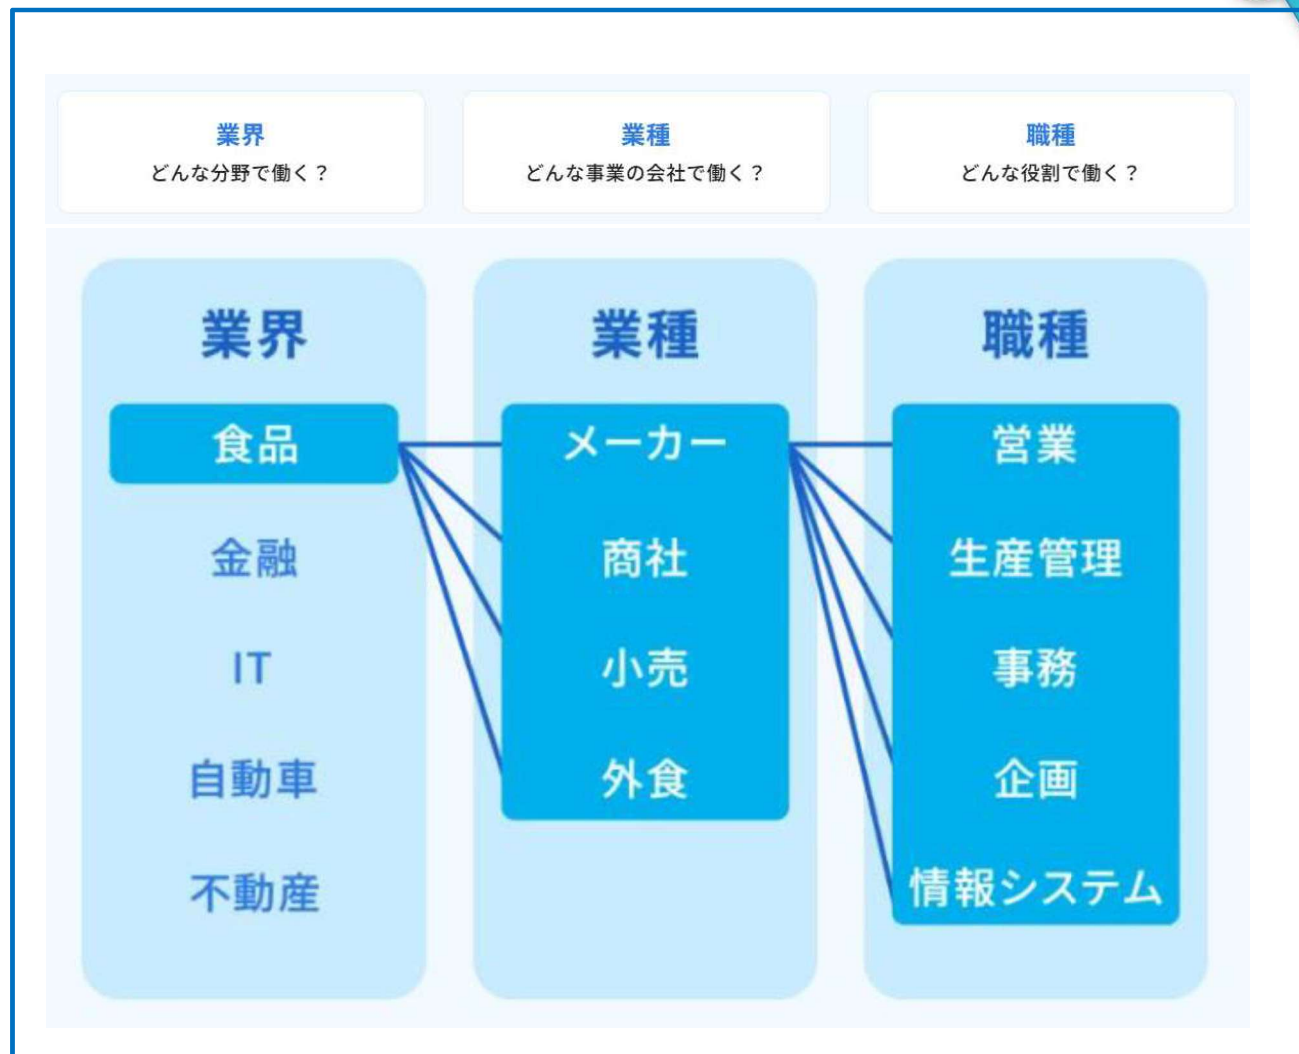 業界
どんな分野で働く？
業種
どんな事業の会社で働く？
職種
どんな役割で働く？
業界
食品
金融
IT
自動車
不動産
業種
メーカー
商社
小売
外食
職種
営業
生産管理
事務
企画
情報システム